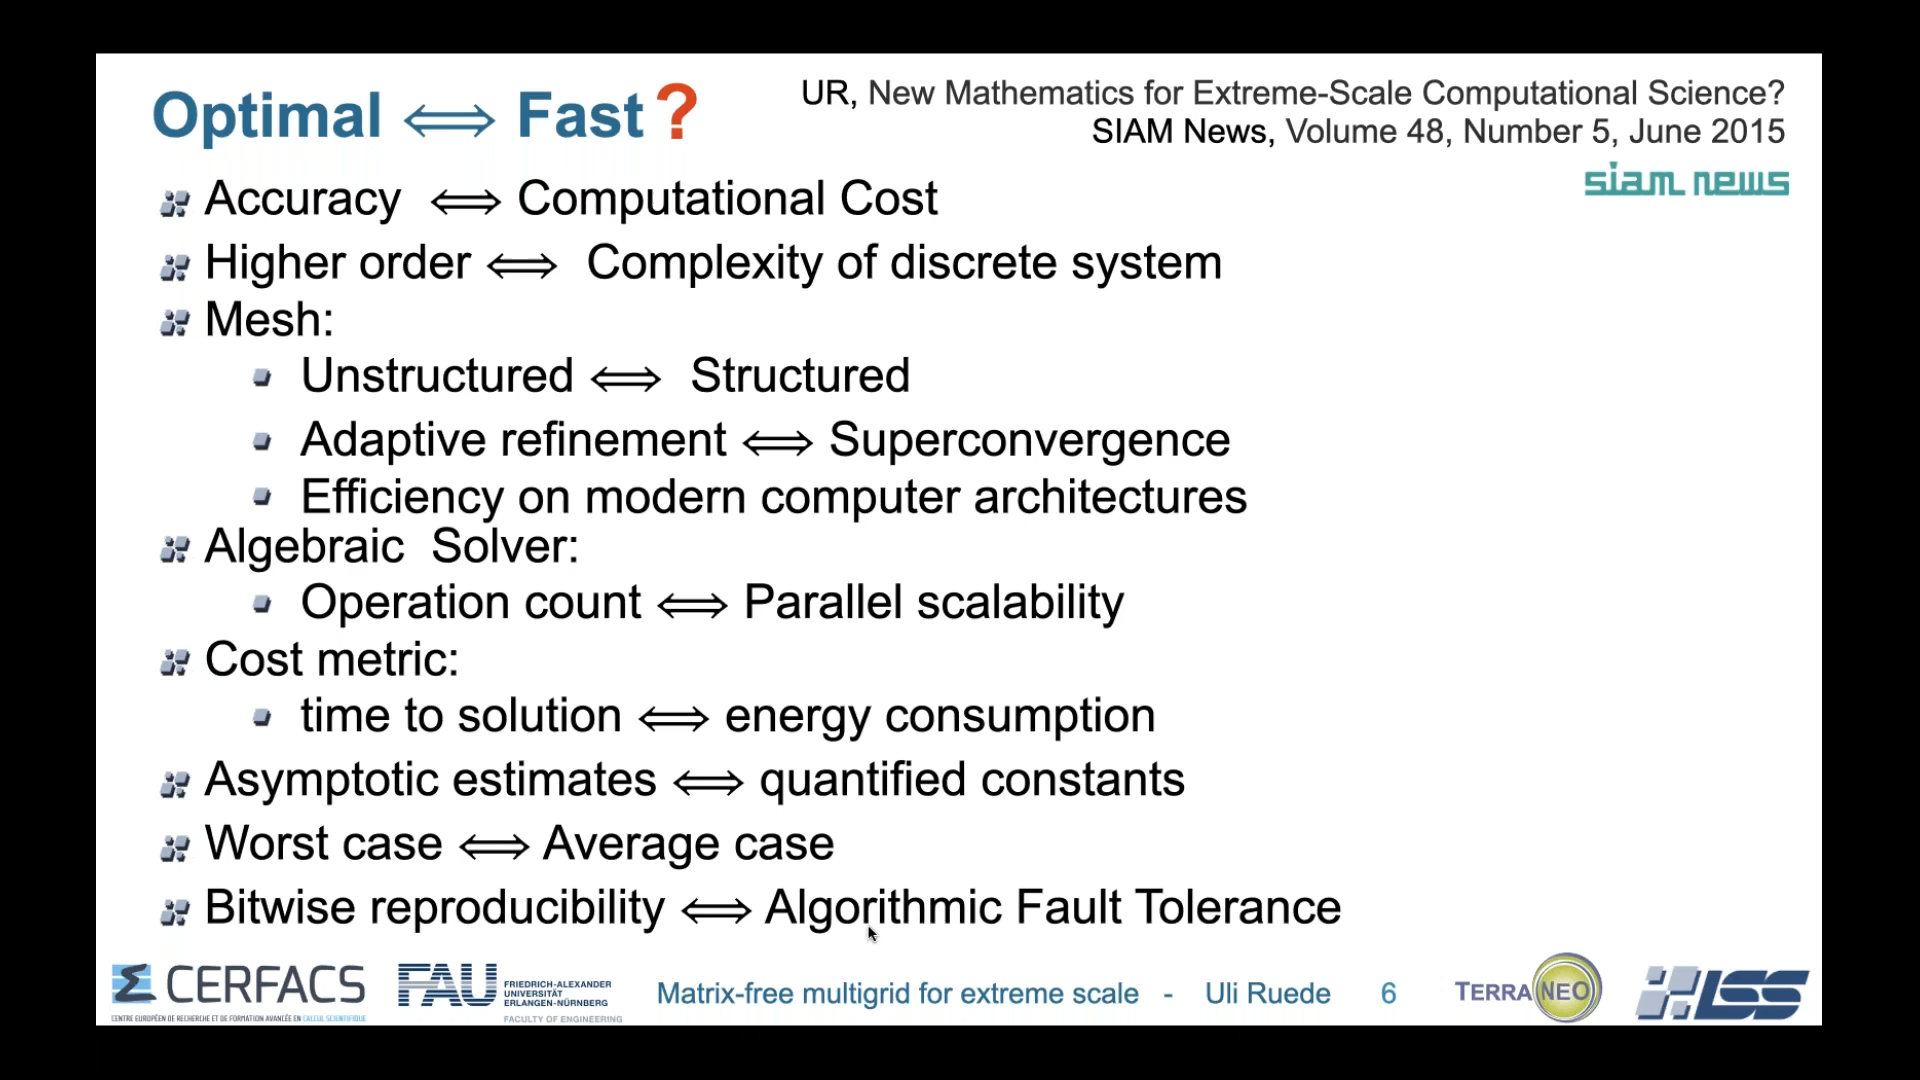 Optimal ⟺ Fast ?
UR, New Mathematics for Extreme-Scale Computational Science?
SIAM News, Volume 48, Number 5, June 2015
siam news
Accuracy ⟺ Computational Cost
Higher order ⟺ Complexity of discrete system
Mesh:
Unstructured ⟺ Structured
Adaptive refinement ⟺ Superconvergence
Efficiency on modern computer architectures
Algebraic Solver:
Operation count ⟺ Parallel scalability
Cost metric:
time to solution ⟺ energy consumption
Asymptotic estimates ⟺ quantified constants
Worst case ⟺ Average case
Bitwise reproducibility ⟺ Algorithmic Fault Tolerance
CERFACS
CENTRE EUROPÉEN DE RECHERCHE ET DE FORMATION AVANCÉE EN CALCUL SCIENTIFIQUE
FAU
FRIEDRICH-ALEXANDER
UNIVERSITÄT
ERLANGEN-NÜRNBERG
FACULTY OF ENGINEERING
Matrix-free multigrid for extreme scale - Uli Ruede 6
TERRA NEO
LSS